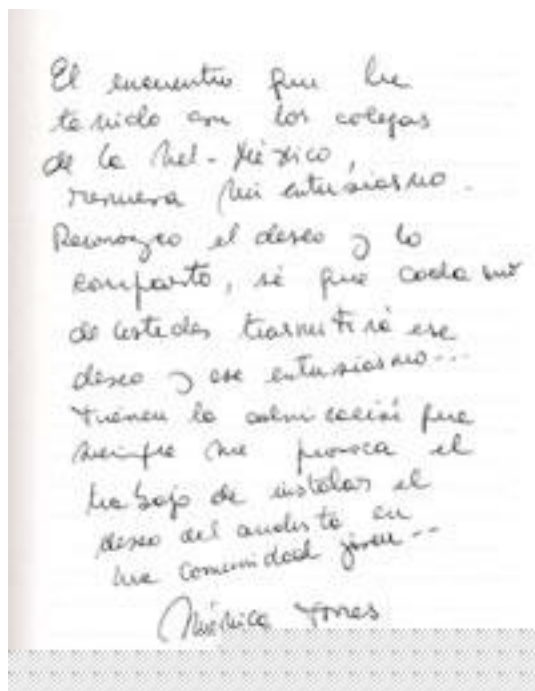 El encuentro que he
tenido con los colegas
de la Nel-México,
renueva mi entusiasmo.
Reconozco el deseo y lo
comparto, sé que cada uno
de ustedes trasmitirá ese
deseo y ese entusiasmo...
Tienen la admiración que
siempre me provoca el
trabajo de instalar el
deseo del analista en
una comunidad joven...
Mónica Torres